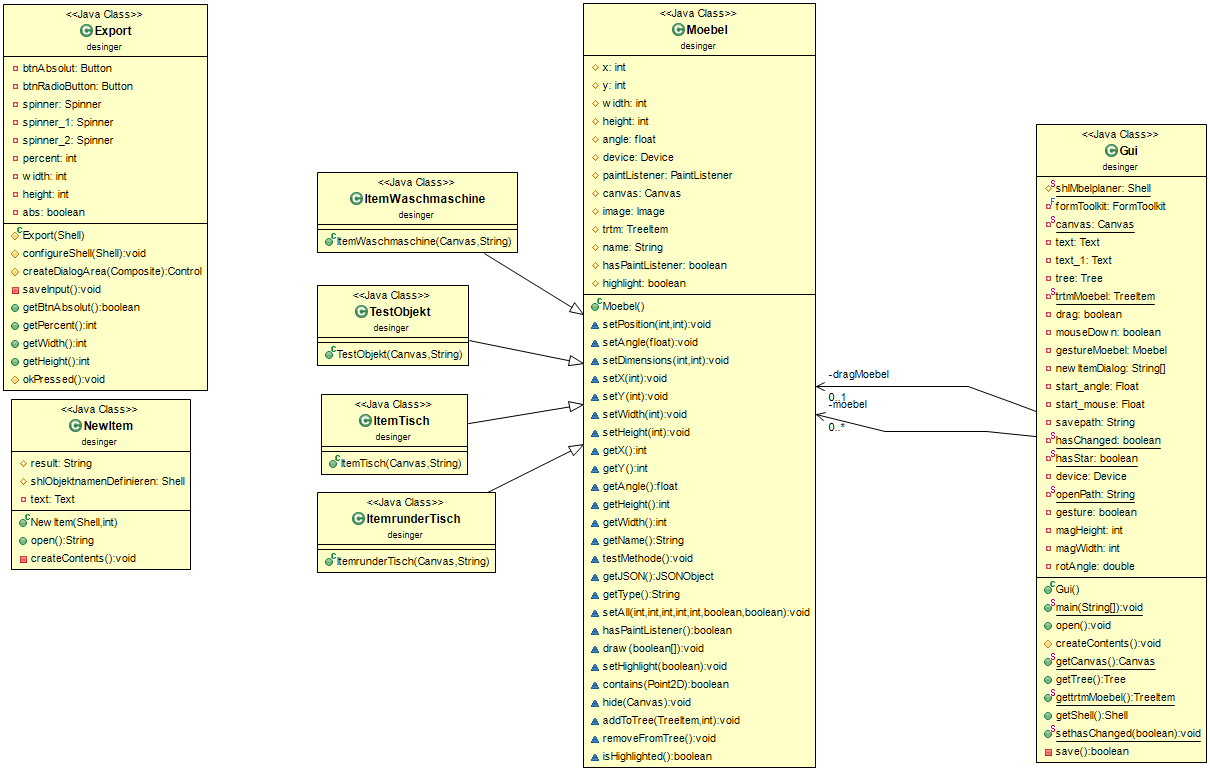 <<Java Class>>
Export
desinger
btnAbsolut: Button
btnRadioButton: Button
spinner: Spinner
spinner_1: Spinner
spinner_2: Spinner
percent: int
width: int
height: int
abs: boolean
Export(Shell)
configureShell(Shell):void
createDialogArea(Composite):Control
saveInput():void
getBtnAbsolut():boolean
getPercent():int
getWidth():int
getHeight():int
okPressed():void
<<Java Class>>
NewItem
desinger
result: String
shlObjektnamenDefinieren: Shell
text: Text
NewItem(Shell,int)
open():String
createContents():void
<<Java Class>>
ItemWaschmaschine
desinger
ItemWaschmaschine(Canvas,String)
<<Java Class>>
TestObjekt
desinger
TestObjekt(Canvas,String)
<<Java Class>>
ItemTisch
desinger
ItemTisch(Canvas,String)
<<Java Class>>
ItemrunderTisch
desinger
ItemrunderTisch(Canvas,String)
<<Java Class>>
Moebel
desinger
x: int
y: int
width: int
height: int
angle: float
device: Device
paintListener: PaintListener
canvas: Canvas
image: Image
trtm: TreeItem
name: String
hasPaintListener: boolean
highlight: boolean
Moebel()
setPosition(int,int):void
setAngle(float):void
setDimensions(int,int):void
setX(int):void
setY(int):void
setWidth(int):void
setHeight(int):void
getX():int
getY():int
getAngle():float
getHeight():int
getWidth():int
getName():String
testMethode():void
getJSON():JSONObject
getType():String
setAll(int,int,int,int,int,boolean,boolean):void
hasPaintListener():boolean
draw(boolean[]):void
setHighlight(boolean):void
contains(Point2D):boolean
hide(Canvas):void
addToTree(TreeItem,int):void
removeFromTree():void
isHighlighted():boolean
-dragMoebel
0..1
-moebel
0..*
<<Java Class>>
Gui
desinger
shlMbelplaner: Shell
formToolkit: FormToolkit
canvas: Canvas
text: Text
text_1: Text
tree: Tree
trtmMoebel: TreeItem
drag: boolean
mouseDown: boolean
gestureMoebel: Moebel
newItemDialog: String[]
start_angle: Float
start_mouse: Float
savepath: String
hasChanged: boolean
hasStar: boolean
device: Device
openPath: String
gesture: boolean
magHeight: int
magWidth: int
rotAngle: double
Gui()
main(String[]):void
open():void
createContents():void
getCanvas():Canvas
getTree():Tree
gettrtmMoebel():TreeItem
getShell():Shell
sethasChanged(boolean):void
save():boolean